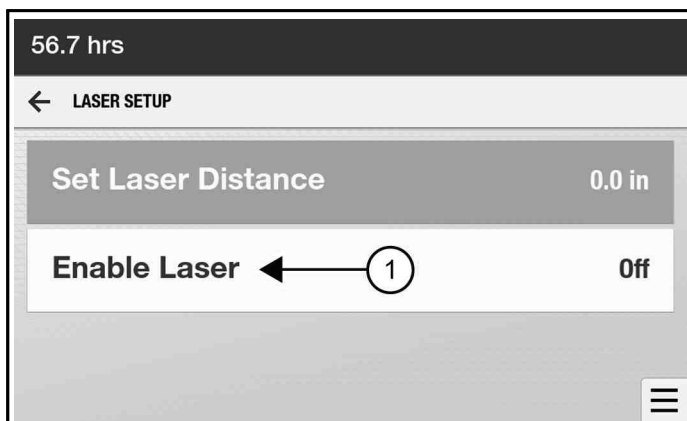 56.7 hrs
LASER SETUP
Set Laser Distance 0.0 in
Enable Laser 1 Off